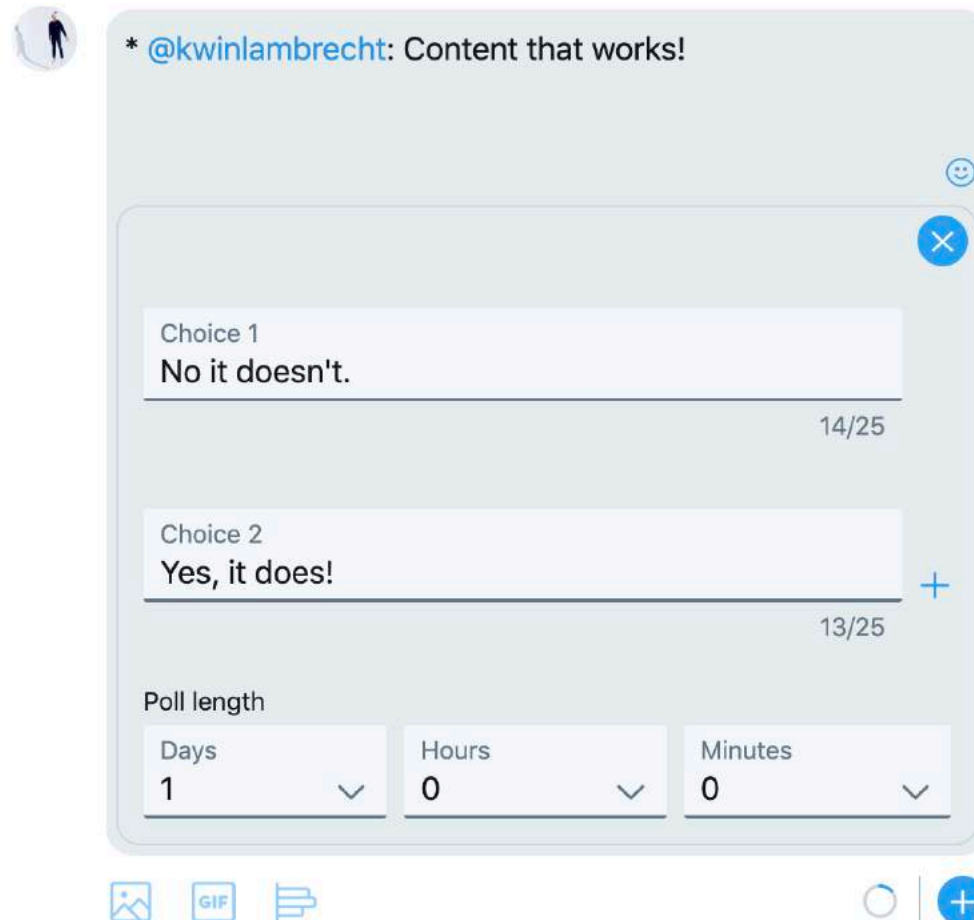 * @kwinlambrecht: Content that works!
Choice 1
No it doesn't.
14/25
Choice 2
Yes, it does!
13/25
Poll length
Days Hours Minutes
1 0 0
GIF